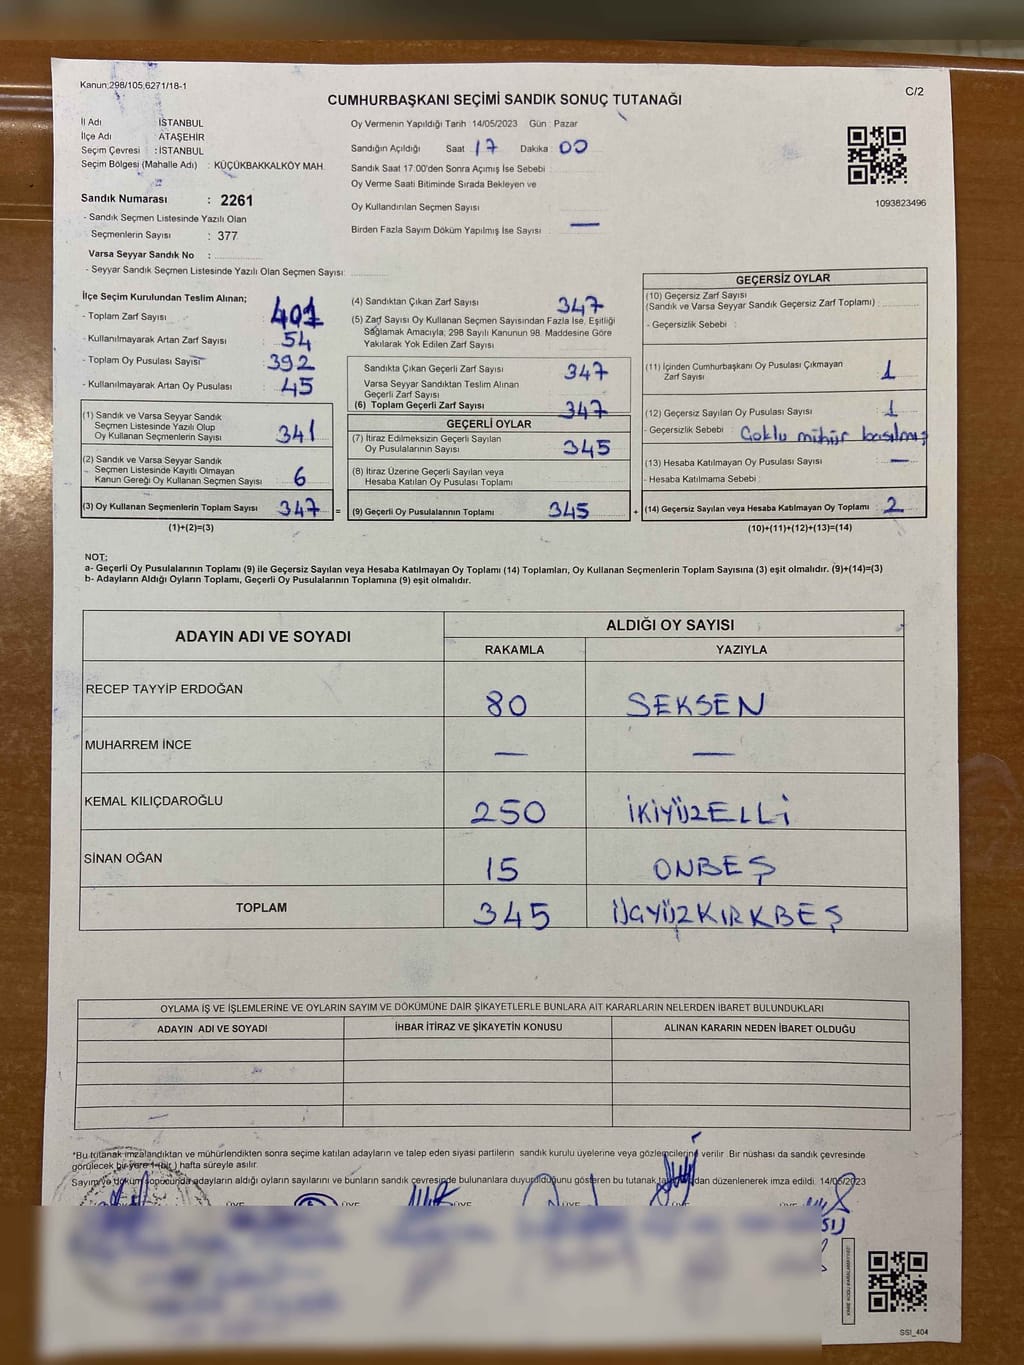 Kanun;298/105,6271/18-1
C/2
CUMHURBAŞKANI SEÇİMİ SANDIK SONUÇ TUTANAĞI
İl Adı : İSTANBUL
İlçe Adı : ATAŞEHİR
Seçim Çevresi : İSTANBUL
Seçim Bölgesi (Mahalle Adı) : KÜÇÜKBAKKALKÖY MAH.
Sandık Numarası : 2261
- Sandık Seçmen Listesinde Yazılı Olan
Seçmenlerin Sayısı : 377
Varsa Seyyar Sandık No :
- Seyyar Sandık Seçmen Listesinde Yazılı Olan Seçmen Sayısı:
Oy Vermenin Yapıldığı Tarih : 14/05/2023 Gün : Pazar
Sandığın Açıldığı Saat 17 Dakika : 00
Sandık Saat 17:00'den Sonra Açımış İse Sebebi :
Oy Verme Saati Bitiminde Sırada Bekleyen ve
Oy Kullandırılan Seçmen Sayısı
Birden Fazla Sayım Döküm Yapılmış İse Sayısı : —
1093823496
İlçe Seçim Kurulundan Teslim Alınan;
- Toplam Zarf Sayısı : 401
- Kullanılmayarak Artan Zarf Sayısı : 54
- Toplam Oy Pusulası Sayısı : 392
- Kullanılmayarak Artan Oy Pusulası : 45
(1) Sandık ve Varsa Seyyar Sandık
Seçmen Listesinde Yazılı Olup
Oy Kullanan Seçmenlerin Sayısı : 341
(2) Sandık ve Varsa Seyyar Sandık
Seçmen Listesinde Kayıtlı Olmayan
Kanun Gereği Oy Kullanan Seçmen Sayısı : 6
(3) Oy Kullanan Seçmenlerin Toplam Sayısı : 347
(1)+(2)=(3)
=
(4) Sandıktan Çıkan Zarf Sayısı : 347
(5) Zarf Sayısı Oy Kullanan Seçmen Sayısından Fazla İse, Eşitliği
Sağlamak Amacıyla; 298 Sayılı Kanunun 98. Maddesine Göre
Yakılarak Yok Edilen Zarf Sayısı :
Sandıkta Çıkan Geçerli Zarf Sayısı : 347
Varsa Seyyar Sandıktan Teslim Alınan
Geçerli Zarf Sayısı :
(6) Toplam Geçerli Zarf Sayısı : 347
GEÇERLİ OYLAR
(7) İtiraz Edilmeksizin Geçerli Sayılan
Oy Pusulalarının Sayısı : 345
(8) İtiraz Üzerine Geçerli Sayılan veya
Hesaba Katılan Oy Pusulası Toplamı :
(9) Geçerli Oy Pusulalarının Toplamı : 345
+
GEÇERSİZ OYLAR
(10) Geçersiz Zarf Sayısı
(Sandık ve Varsa Seyyar Sandık Geçersiz Zarf Toplamı) :
- Geçersizlik Sebebi :
(11) İçinden Cumhurbaşkanı Oy Pusulası Çıkmayan
Zarf Sayısı : 1
(12) Geçersiz Sayılan Oy Pusulası Sayısı : 1
- Geçersizlik Sebebi : Çoklu mühür basılmış
(13) Hesaba Katılmayan Oy Pusulası Sayısı : —
- Hesaba Katılmama Sebebi :
(14) Geçersiz Sayılan veya Hesaba Katılmayan Oy Toplamı : 2
(10)+(11)+(12)+(13)=(14)
NOT;
a- Geçerli Oy Pusulalarının Toplamı (9) ile Geçersiz Sayılan veya Hesaba Katılmayan Oy Toplamı (14) Toplamları, Oy Kullanan Seçmenlerin Toplam Sayısına (3) eşit olmalıdır. (9)+(14)=(3)
b- Adayların Aldığı Oyların Toplamı, Geçerli Oy Pusulalarının Toplamına (9) eşit olmalıdır.
ADAYIN ADI VE SOYADI
ALDIĞI OY SAYISI
RAKAMLA YAZIYLA
RECEP TAYYİP ERDOĞAN 80 SEKSEN
MUHARREM İNCE — —
KEMAL KILIÇDAROĞLU 250 İKİYÜZELLİ
SİNAN OĞAN 15 ONBEŞ
TOPLAM 345 ÜÇYÜZKIRKBEŞ
OYLAMA İŞ VE İŞLEMLERİNE VE OYLARIN SAYIM VE DÖKÜMÜNE DAİR ŞİKAYETLERLE BUNLARA AİT KARARLARIN NELERDEN İBARET BULUNDUKLARI
ADAYIN ADI VE SOYADI İHBAR İTİRAZ VE ŞİKAYETİN KONUSU ALINAN KARARIN NEDEN İBARET OLDUĞU
*Bu tutanak imzalandıktan ve mühürlendikten sonra seçime katılan adayların ve talep eden siyasi partilerin sandık kurulu üyelerine veya gözlemcilerine verilir. Bir nüshası da sandık çevresinde
görülecek bir yere 1 (bir ) hafta süreyle asılır.
Sayım ve döküm sonucunda adayların aldığı oyların sayılarını ve bunların sandık çevresinde bulunanlara duyurulduğunu gösteren bu tutanak düzenlenerek imza edildi. 14/05/2023
ÜYE ÜYE
SSI_404